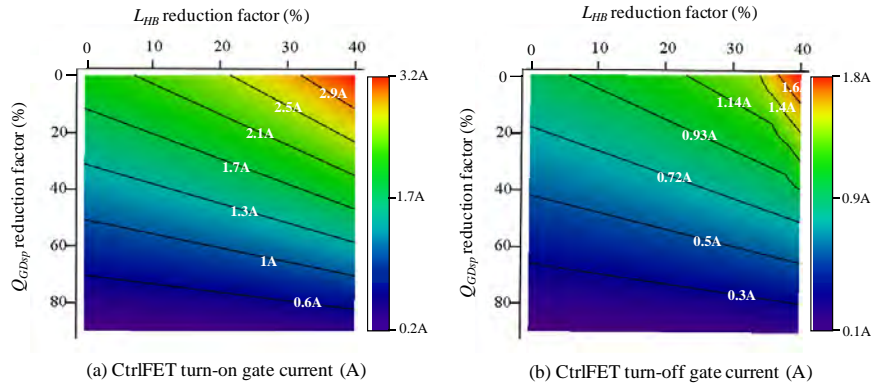 L_HB reduction factor (%)
0 10 20 30 40
Q_GDsp reduction factor (%)
0
20
40
60
80
2.9A
2.5A
2.1A
1.7A
1.3A
1A
0.6A
3.2A
1.7A
0.2A
(a) CtrlFET turn-on gate current (A)
L_HB reduction factor (%)
0 10 20 30 40
Q_GDsp reduction factor (%)
0
20
40
60
80
1.6
1.4A
1.14A
0.93A
0.72A
0.5A
0.3A
1.8A
0.9A
0.1A
(b) CtrlFET turn-off gate current (A)